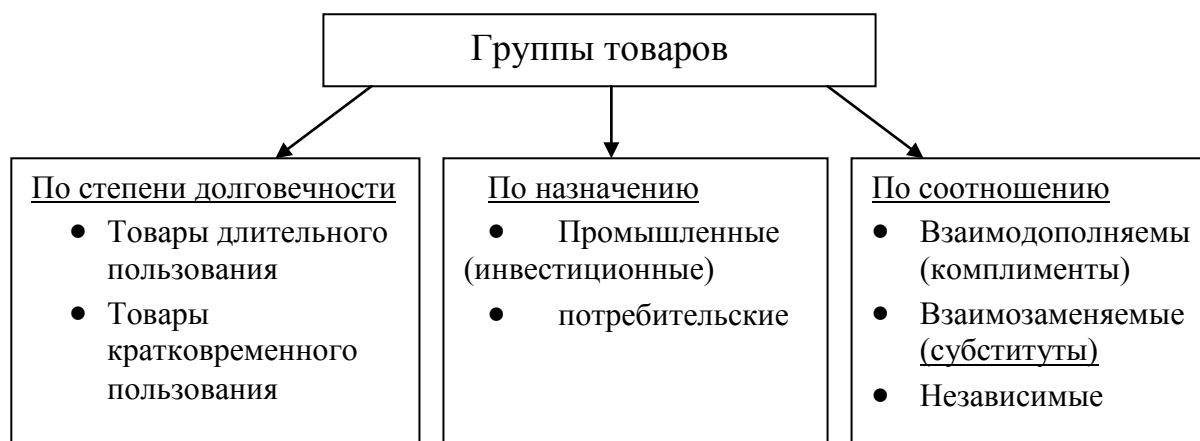 Группы товаров
По степени долговечности
● Товары длительного
пользования
● Товары
кратковременного
пользования
По назначению
● Промышленные
(инвестиционные)
● потребительские
По соотношению
● Взаимодополняемы
(комплименты)
● Взаимозаменяемые
(субституты)
● Независимые